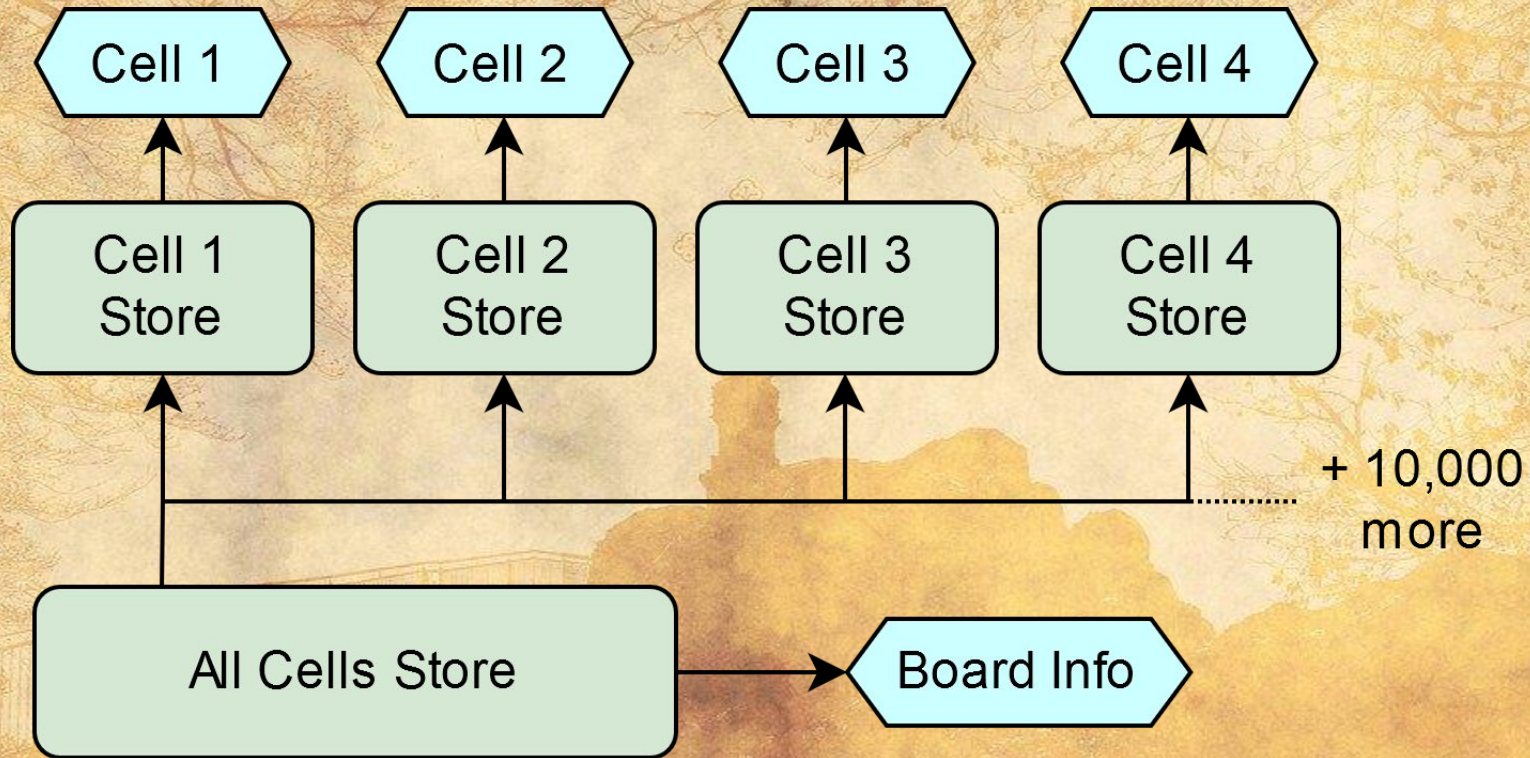 Cell 1
Cell 2
Cell 3
Cell 4
Cell 1
Store
Cell 2
Store
Cell 3
Store
Cell 4
Store
+ 10,000
more
All Cells Store
Board Info